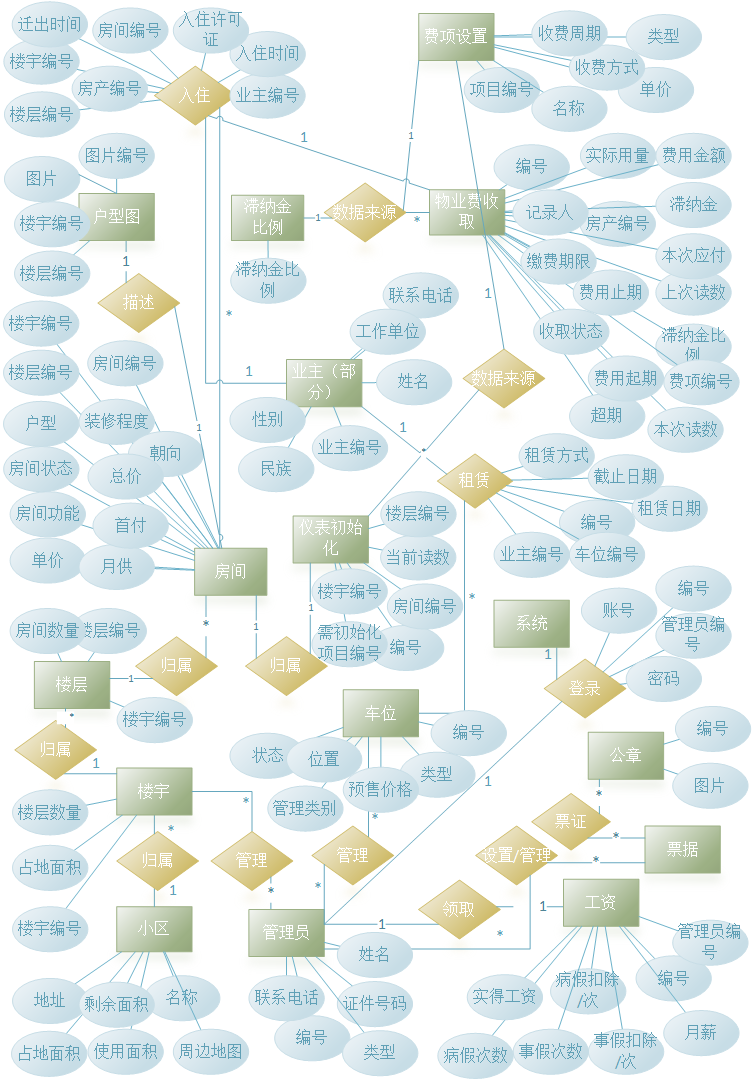 迁出时间
房间编号
入住许可
证
费项设置
收费周期
类型
楼宇编号
入住时间
收费方式
房产编号
入住
业主编号
项目编号
单价
名称
楼层编号
1
1
图片编号
编号
实际用量
费用金额
图片
户型图
滞纳金
比例
数据来源
物业费收
取
记录人
滞纳金
楼宇编号
1
*
房产编号
1
缴费期限
本次应付
楼层编号
滞纳金比
例
描述
联系电话
1
费用止期
上次读数
楼宇编号
*
工作单位
收取状态
滞纳金比
例
房间编号
楼层编号
1
业主（部
分）
姓名
数据来源
费用起期
费项编号
户型
装修程度
性别
超期
1
1
业主编号
本次读数
朝向
*
租赁方式
房间状态
总价
民族
租赁
截止日期
房间功能
首付
楼层编号
租赁日期
仪表初始
化
编号
单价
月供
房间
当前读数
业主编号
车位编号
楼宇编号
*
编号
房间编号
系统
账号
房间数量
楼层编号
*
1
1
需初始化
项目编号
编号
管理员编
号
楼层
1
归属
归属
1
登录
密码
楼宇编号
车位
*
归属
状态
位置
编号
编号
1
公章
楼宇
预售价格
类型
1
图片
*
管理类别
*
楼层数量
*
*
票证
归属
管理
管理
设置/管理
*
票据
占地面积
*
*
*
1
工资
楼宇编号
小区
管理员
1
领取
1
管理员编
号
*
姓名
地址
剩余面积
名称
联系电话
证件号码
实得工资
病假扣除
/次
编号
占地面积
使用面积
周边地图
编号
类型
病假次数
事假次数
事假扣除
/次
月薪